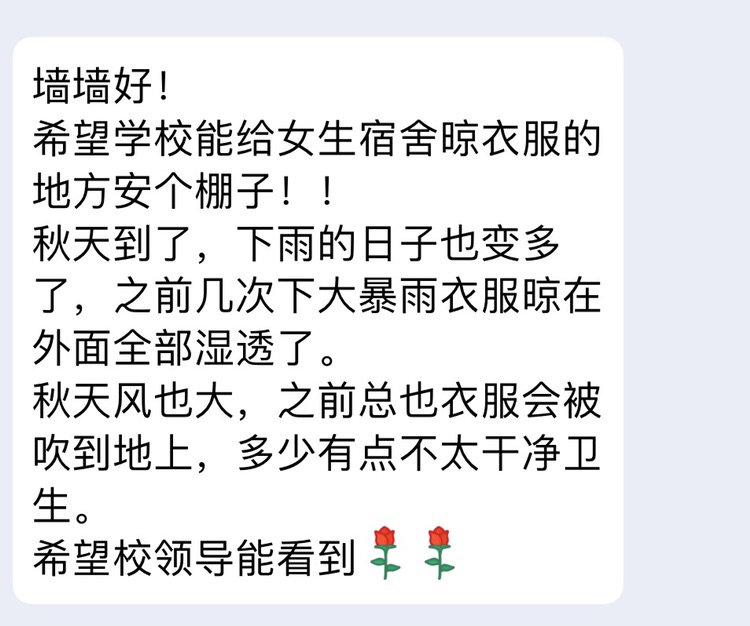 墙墙好！
希望学校能给女生宿舍晾衣服的
地方安个棚子！！
秋天到了，下雨的日子也变多
了，之前几次下大暴雨衣服晾在
外面全部湿透了。
秋天风也大，之前总也衣服会被
吹到地上，多少有点不太干净卫
生。
希望校领导能看到🌹🌹